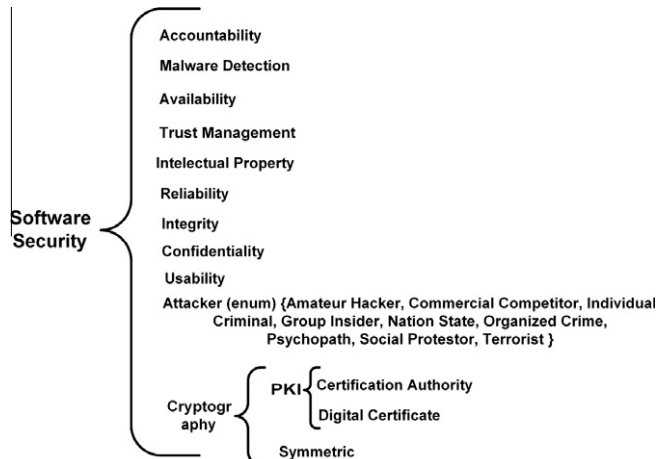 Accountability
Malware Detection
Availability
Trust Management
Intelectual Property
Reliability
Software
Security
Integrity
Confidentiality
Usability
Attacker (enum) {Amateur Hacker, Commercial Competitor, Individual
Criminal, Group Insider, Nation State, Organized Crime,
Psychopath, Social Protestor, Terrorist }
PKI
Certification Authority
Digital Certificate
Cryptogr
aphy
Symmetric